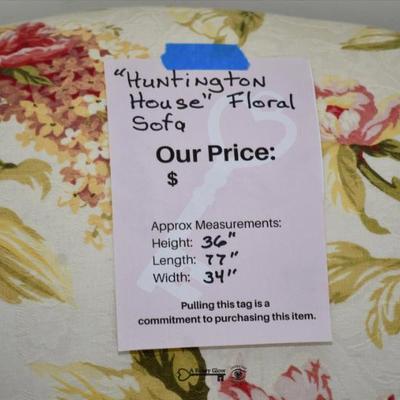 "Huntington
House" Floral
Sofa
Our Price:
$
Approx Measurements:
Height: 36"
Length: 77"
Width: 34"
Pulling this tag is a
commitment to purchasing this item.